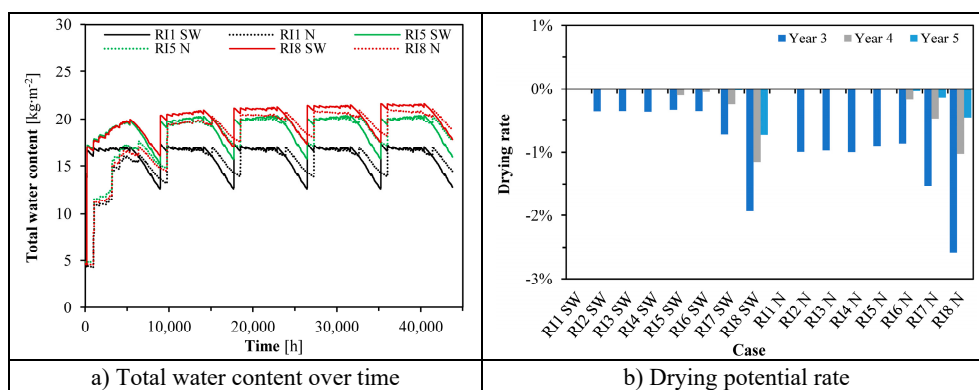 30
25
20
15
10
5
0
Total water content [kg·m-2]
RI1 SW RI1 N RI5 SW
RI5 N RI8 SW RI8 N
0 10,000 20,000 30,000 40,000
Time [h]
1%
0%
-1%
-2%
-3%
Drying rate
Year 3 Year 4 Year 5
RI1 SW
RI2 SW
RI3 SW
RI4 SW
RI5 SW
RI6 SW
RI7 SW
RI8 SW
RI1 N
RI2 N
RI3 N
RI4 N
RI5 N
RI6 N
RI7 N
RI8 N
Case
a) Total water content over time
b) Drying potential rate